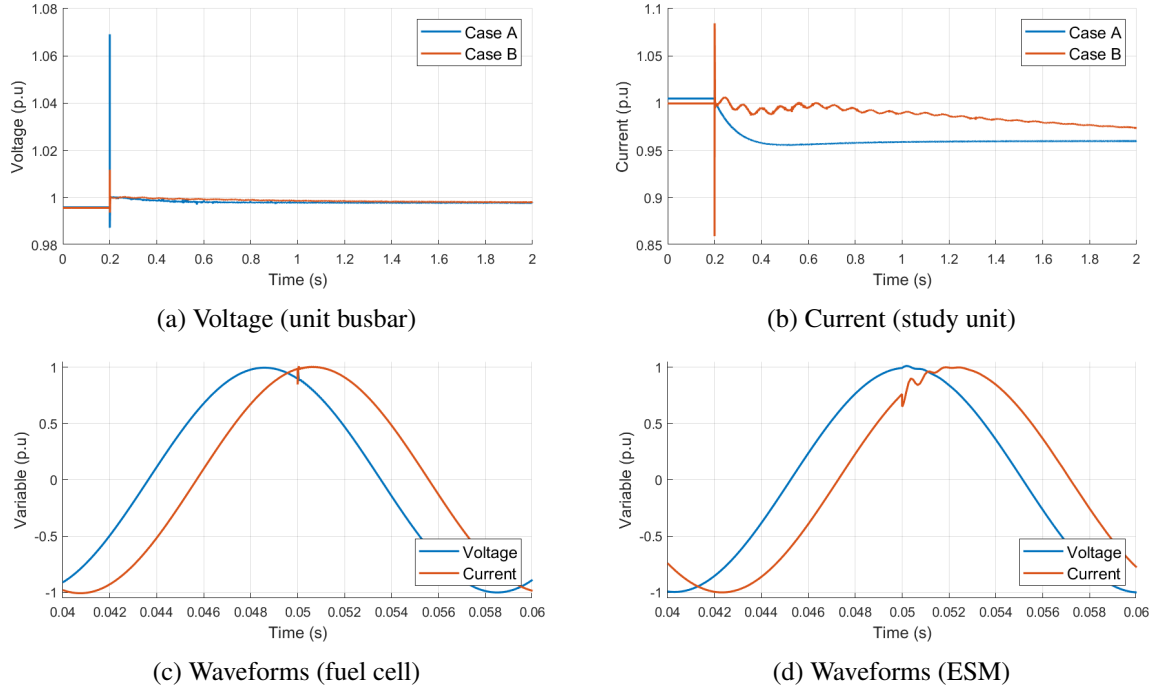 1.08
1.06
1.04
1.02
1
0.98
Voltage (p.u)
Case A
Case B
0 0.2 0.4 0.6 0.8 1 1.2 1.4 1.6 1.8 2
Time (s)
(a) Voltage (unit busbar)
1.1
1.05
1
0.95
0.9
0.85
Current (p.u)
Case A
Case B
0 0.2 0.4 0.6 0.8 1 1.2 1.4 1.6 1.8 2
Time (s)
(b) Current (study unit)
1
0.5
0
-0.5
-1
Variable (p.u)
Voltage
Current
0.04 0.042 0.044 0.046 0.048 0.05 0.052 0.054 0.056 0.058 0.06
Time (s)
(c) Waveforms (fuel cell)
1
0.5
0
-0.5
-1
Variable (p.u)
Voltage
Current
0.04 0.042 0.044 0.046 0.048 0.05 0.052 0.054 0.056 0.058 0.06
Time (s)
(d) Waveforms (ESM)